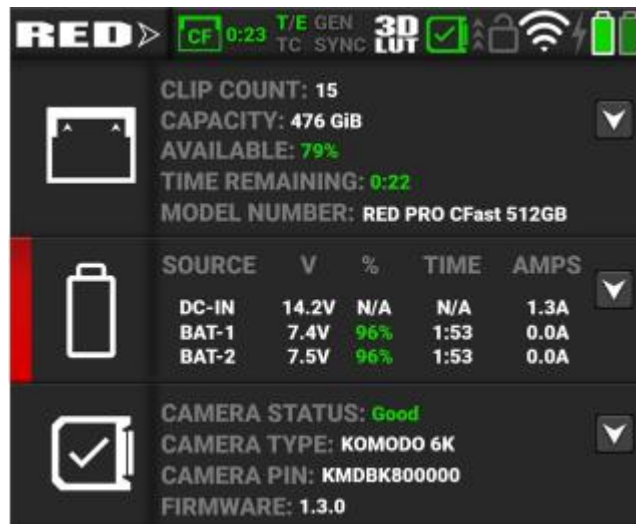 RED
CF 0:23 T/E GEN 3D
TC SYNC LUT
CLIP COUNT: 15
CAPACITY: 476 GiB
AVAILABLE: 79%
TIME REMAINING: 0:22
MODEL NUMBER: RED PRO CFast 512GB
SOURCE V % TIME AMPS
DC-IN 14.2V N/A N/A 1.3A
BAT-1 7.4V 96% 1:53 0.0A
BAT-2 7.5V 96% 1:53 0.0A
CAMERA STATUS: Good
CAMERA TYPE: KOMODO 6K
CAMERA PIN: KMDBK800000
FIRMWARE: 1.3.0